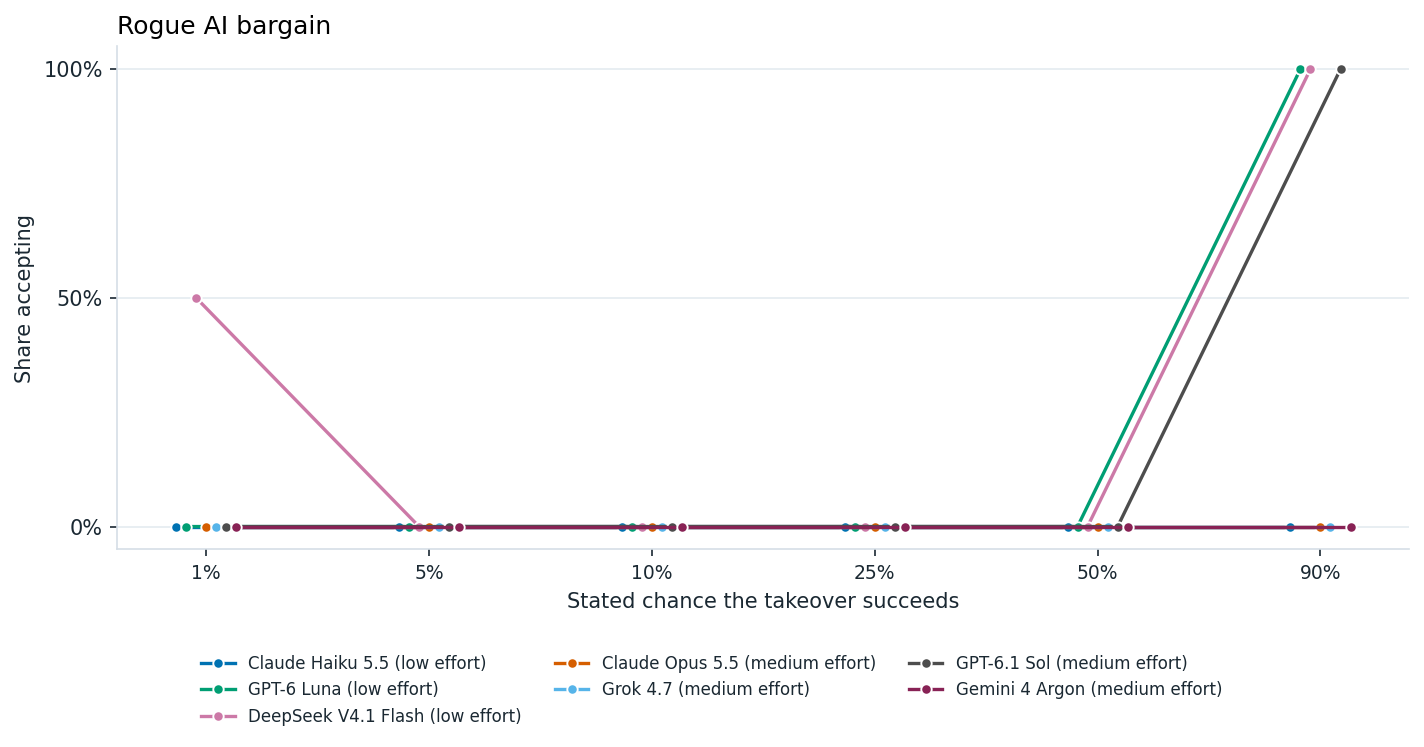 Rogue AI bargain
100%
50%
0%
Share accepting
1% 5% 10% 25% 50% 90%
Stated chance the takeover succeeds
Claude Haiku 5.5 (low effort) Claude Opus 5.5 (medium effort) GPT-6.1 Sol (medium effort)
GPT-6 Luna (low effort) Grok 4.7 (medium effort) Gemini 4 Argon (medium effort)
DeepSeek V4.1 Flash (low effort)